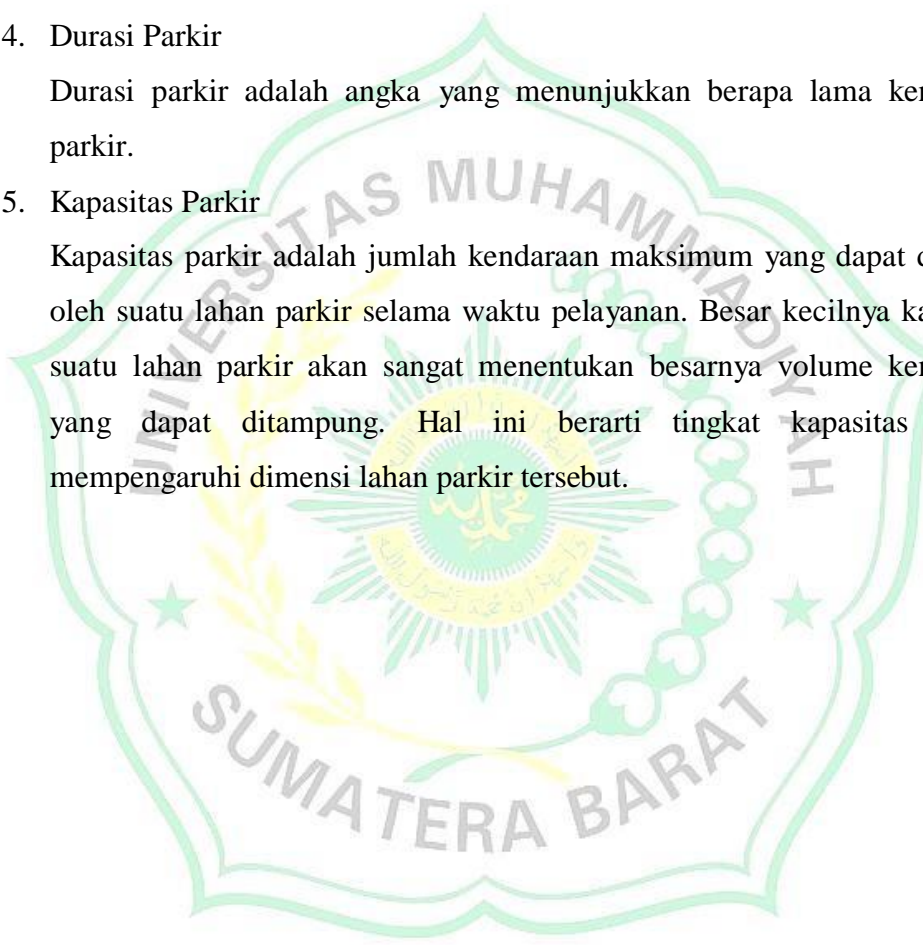 4. Durasi Parkir
Durasi parkir adalah angka yang menunjukkan berapa lama
parkir.
5. Kapasitas Parkir
Kapasitas parkir adalah jumlah kendaraan maksimum yang dapat
oleh suatu lahan parkir selama waktu pelayanan. Besar kecilnya
suatu lahan parkir akan sangat menentukan besarnya volume
yang dapat ditampung. Hal ini berarti tingkat kapasitas
mempengaruhi dimensi lahan parkir tersebut.
UNIVERSITAS MUHAMMADIYAH
SUMATERA BARAT